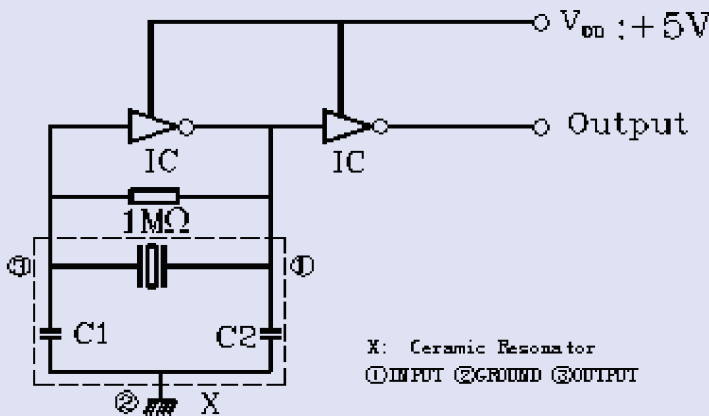 V_DD :+5V
Output
IC
IC
1MΩ
③
①
C1
C2
X: Ceramic Resonator
①INPUT ②GROUND ③OUTPUT
②
X